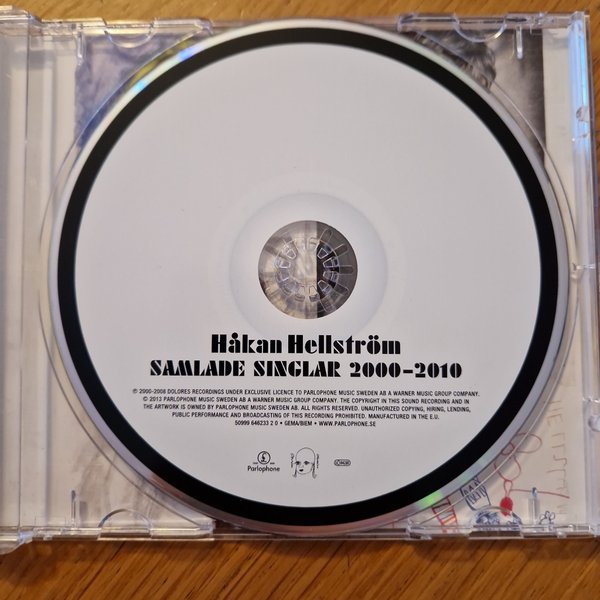 Håkan Hellström
SAMLADE SINGLAR 2000–2010
℗ 2000-2008 DOLORES RECORDINGS UNDER EXCLUSIVE LICENCE TO PARLOPHONE MUSIC SWEDEN AB A WARNER MUSIC GROUP COMPANY.
© 2013 PARLOPHONE MUSIC SWEDEN AB A WARNER MUSIC GROUP COMPANY. THE COPYRIGHT IN THIS SOUND RECORDING AND IN
THE ARTWORK IS OWNED BY PARLOPHONE MUSIC SWEDEN AB. ALL RIGHTS RESERVED. UNAUTHORIZED COPYING, HIRING, LENDING,
PUBLIC PERFORMANCE AND BROADCASTING OF THIS RECORDING PROHIBITED. MANUFACTURED IN THE E.U.
50999 646233 2 0 • GEMA/BIEM • WWW.PARLOPHONE.SE
Parlophone